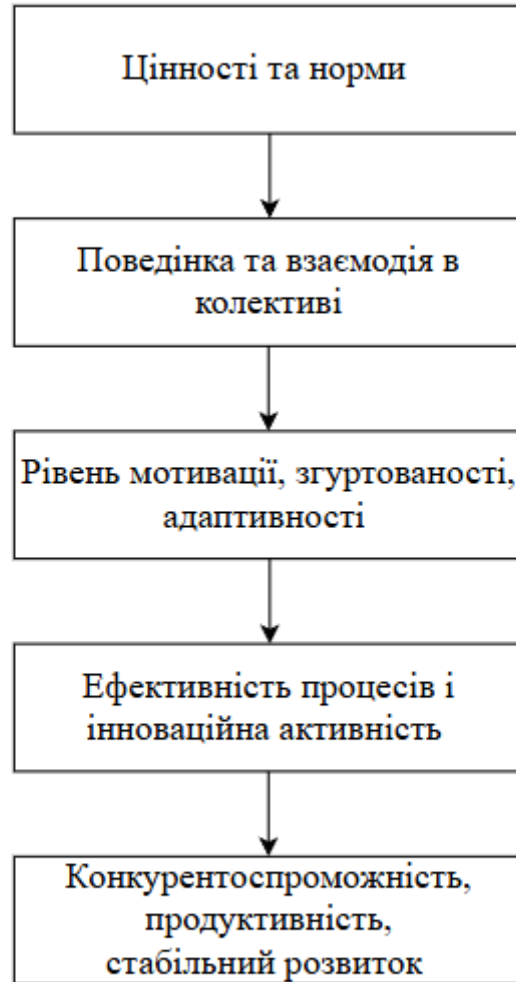 Цінності та норми
Поведінка та взаємодія в
колективі
Рівень мотивації, згуртованості,
адаптивності
Ефективність процесів і
інноваційна активність
Конкурентоспроможність,
продуктивність,
стабільний розвиток